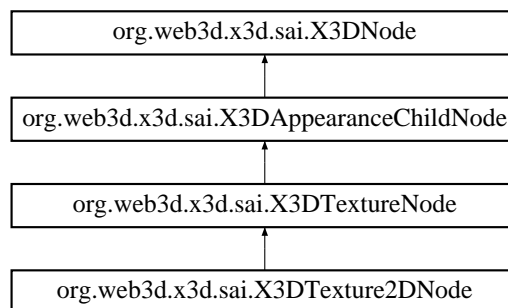 org.web3d.x3d.sai.X3DNode
org.web3d.x3d.sai.X3DAppearanceChildNode
org.web3d.x3d.sai.X3DTextureNode
org.web3d.x3d.sai.X3DTexture2DNode